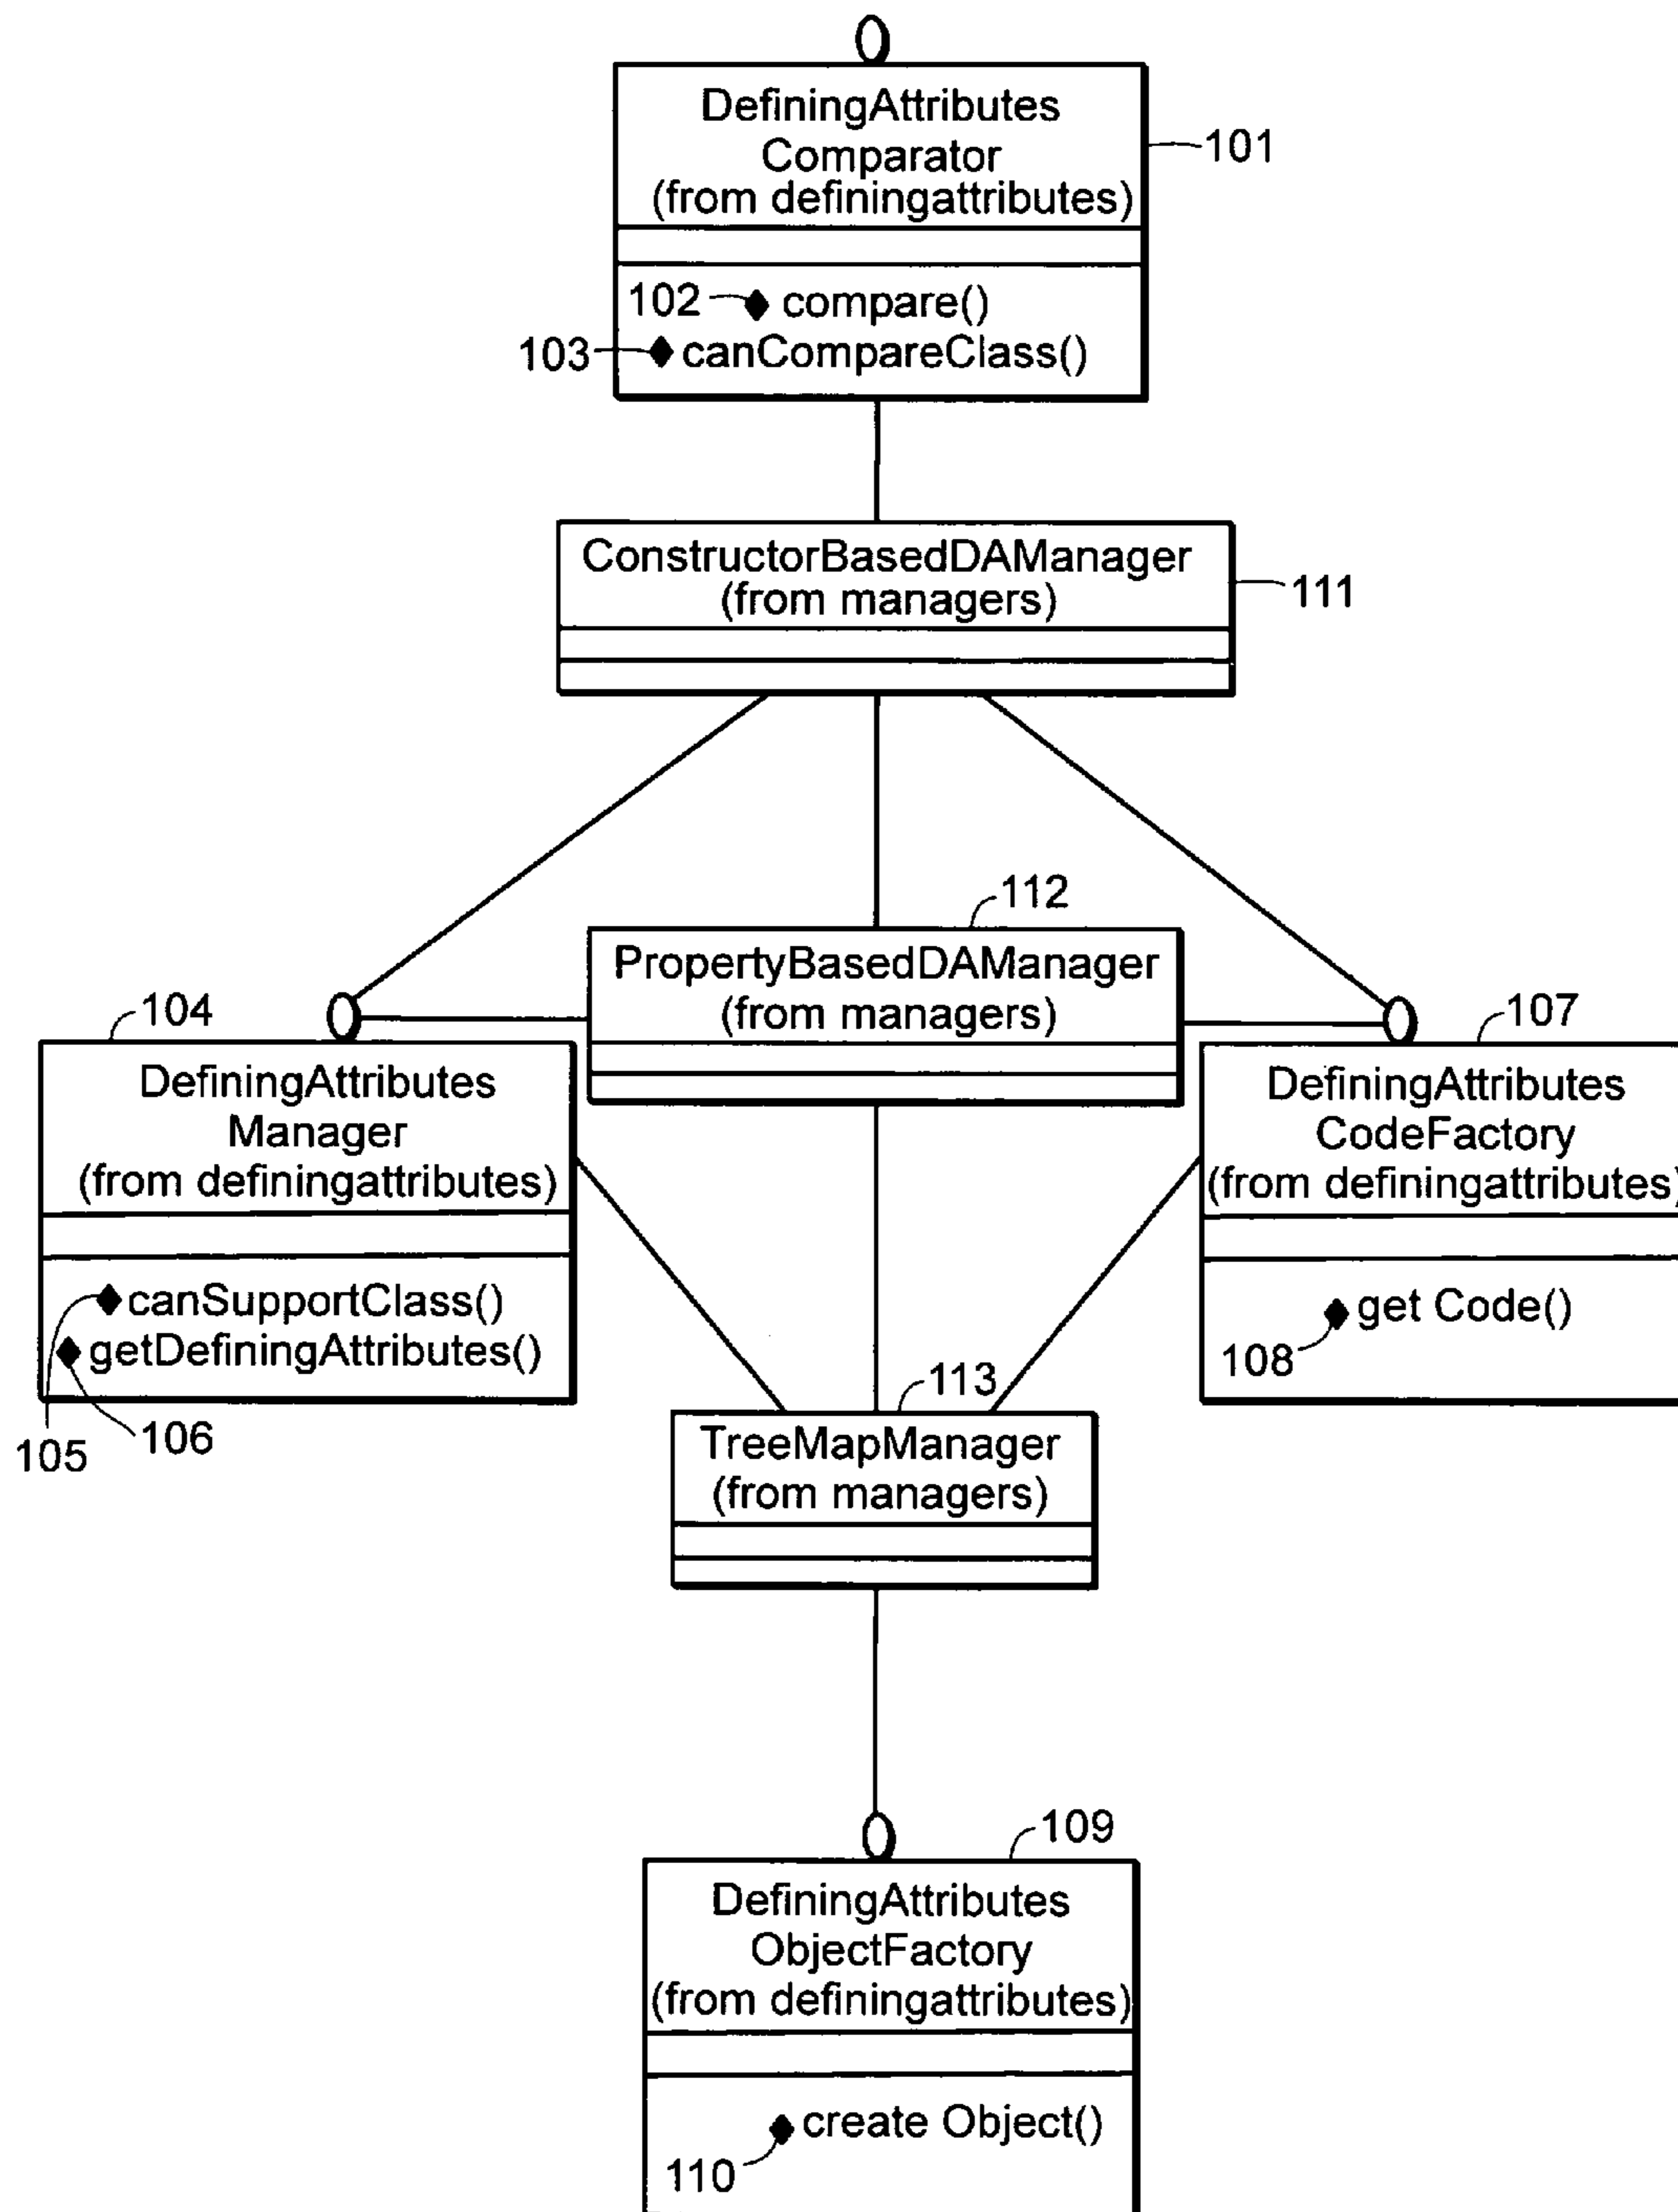 DefiningAttributes
Comparator
(from definingattributes)
101
102 compare()
103 canCompareClass()
ConstructorBasedDAManager
(from managers)
111
112
PropertyBasedDAManager
(from managers)
104
DefiningAttributes
Manager
(from definingattributes)
canSupportClass()
getDefiningAttributes()
105
106
107
DefiningAttributes
CodeFactory
(from definingattributes)
get Code()
108
113
TreeMapManager
(from managers)
109
DefiningAttributes
ObjectFactory
(from definingattributes)
create Object()
110